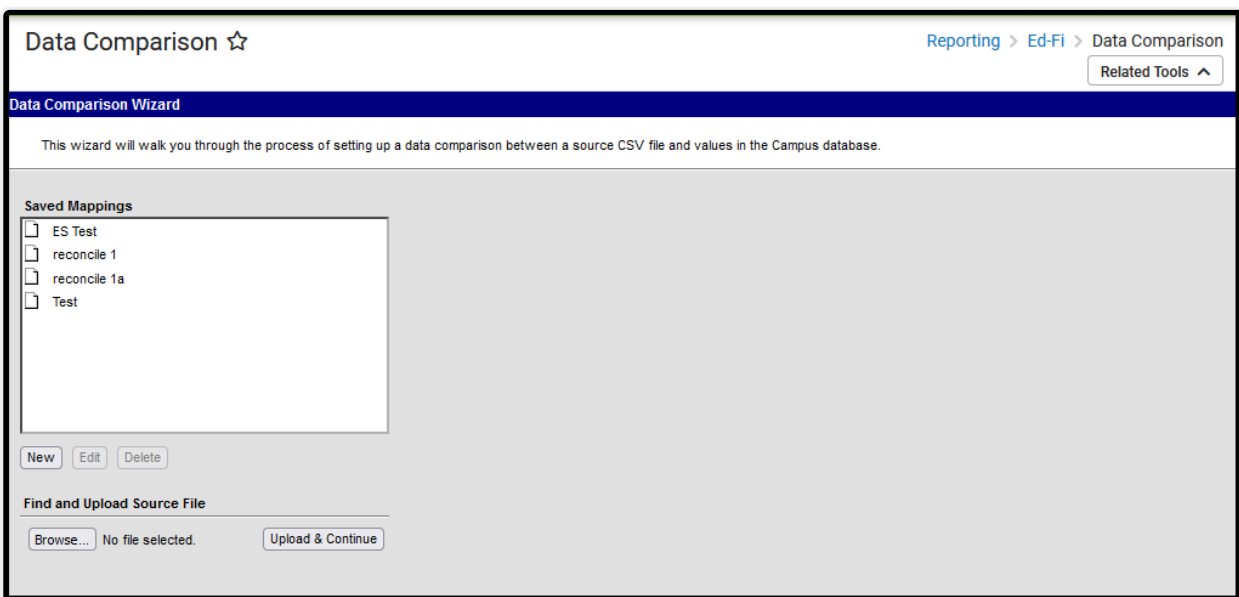 Data Comparison
Reporting > Ed-Fi > Data Comparison
Related Tools
Data Comparison Wizard
This wizard will walk you through the process of setting up a data comparison between a source CSV file and values in the Campus database.
Saved Mappings
ES Test
reconcile 1
reconcile 1a
Test
New Edit Delete
Find and Upload Source File
Browse... No file selected. Upload & Continue